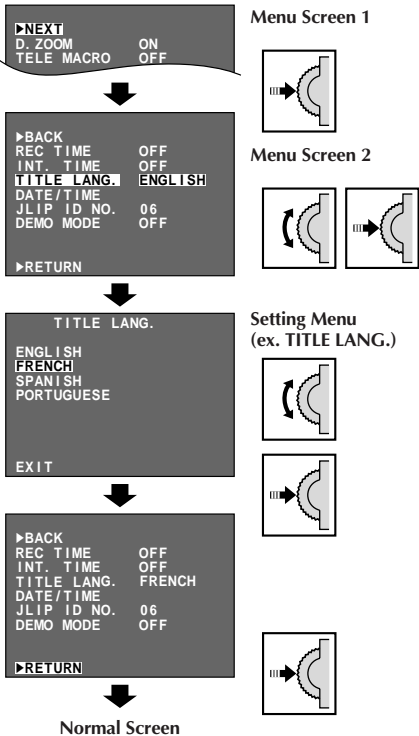 Menu Screen 1
▶NEXT
D. ZOOM ON
TELE MACRO OFF
Menu Screen 2
▶BACK
REC TIME OFF
INT. TIME OFF
TITLE LANG. ENGLISH
DATE/TIME
JLIP ID NO. 06
DEMO MODE OFF
▶RETURN
Setting Menu
(ex. TITLE LANG.)
TITLE LANG.
ENGLISH
FRENCH
SPANISH
PORTUGUESE
EXIT
▶BACK
REC TIME OFF
INT. TIME OFF
TITLE LANG. FRENCH
DATE/TIME
JLIP ID NO. 06
DEMO MODE OFF
▶RETURN
Normal Screen